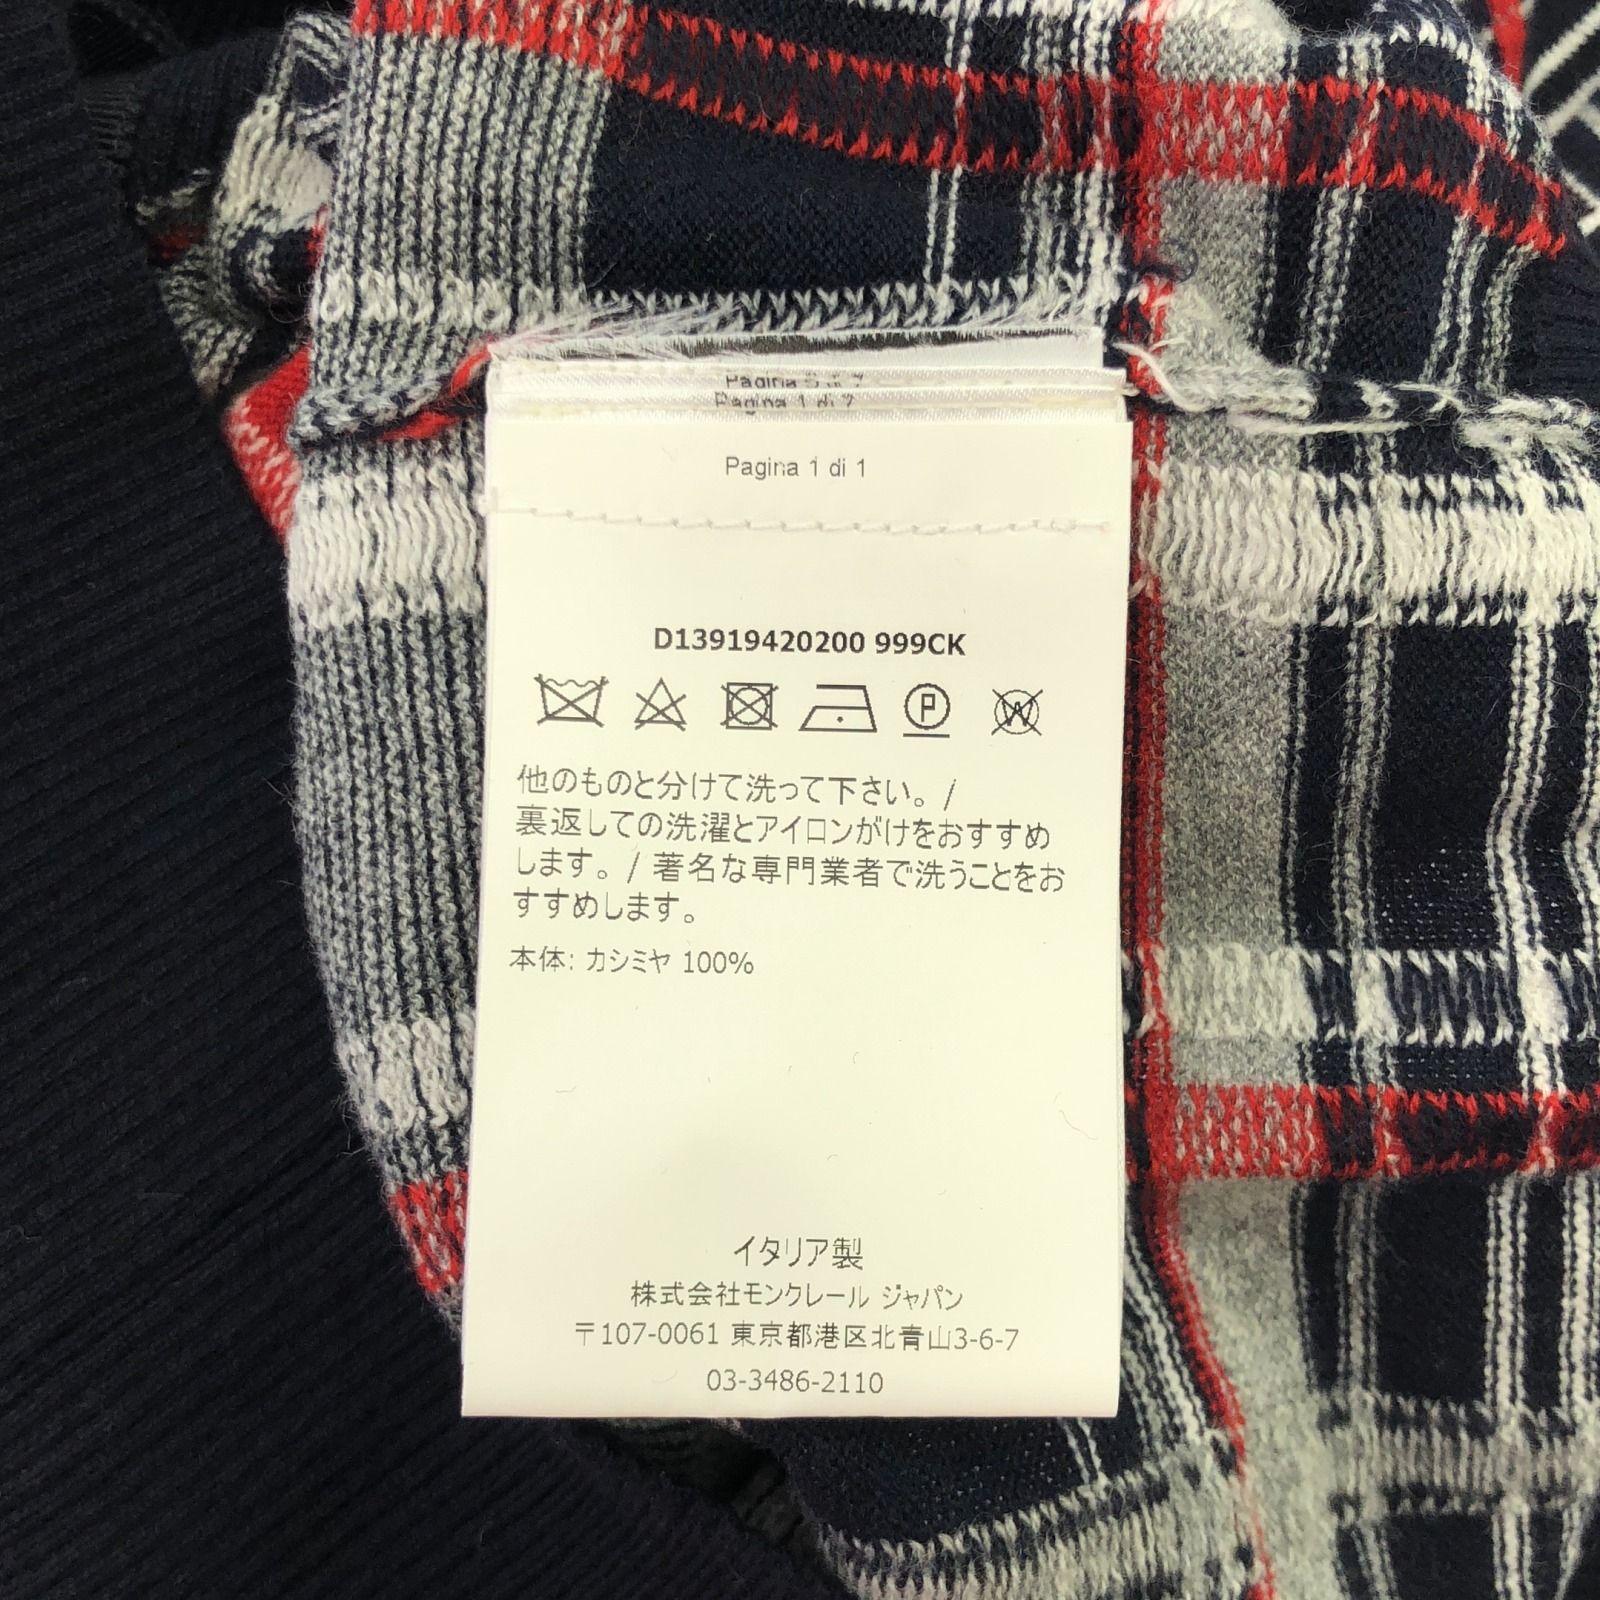 Pagina 1 di 2
Pagina 1 di 1
D13919420200 999CK
P
W
他のものと分けて洗って下さい。 /
裏返しての洗濯とアイロンがけをおすすめ
します。 / 著名な専門業者で洗うことをお
すすめします。
本体: カシミヤ 100%
イタリア製
株式会社モンクレール ジャパン
〒107-0061 東京都港区北青山3-6-7
03-3486-2110